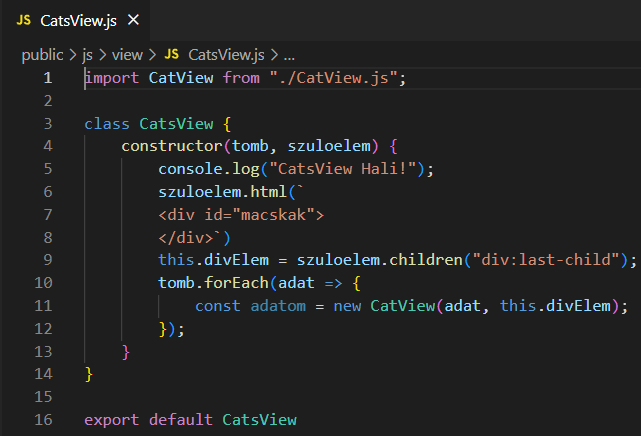 JS CatsView.js ×
public > js > view > JS CatsView.js > ...
1 import CatView from "./CatView.js";
2
3 class CatsView {
4     constructor(tomb, szuloelem) {
5         console.log("CatsView Hali!");
6         szuloelem.html(`
7         <div id="macskak">
8         </div>`)
9         this.divElem = szuloelem.children("div:last-child");
10         tomb.forEach(adat => {
11             const adatom = new CatView(adat, this.divElem);
12         });
13     }
14 }
15
16 export default CatsView